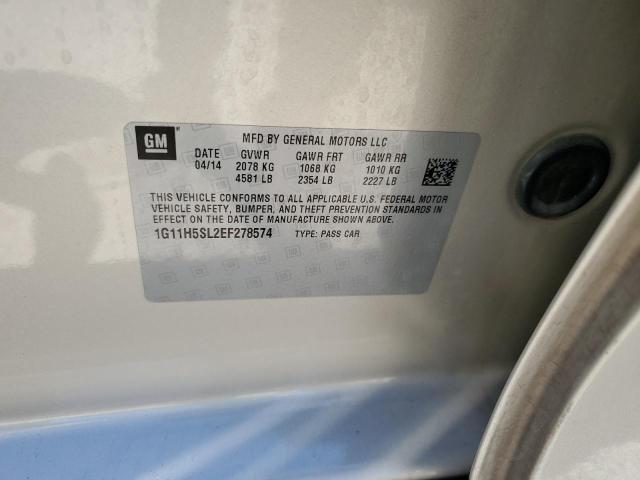 GM
MFD BY GENERAL MOTORS LLC
DATE GVWR GAWR FRT GAWR RR
04/14 2078 KG 1068 KG 1010 KG
4581 LB 2354 LB 2227 LB
THIS VEHICLE CONFORMS TO ALL APPLICABLE U.S. FEDERAL MOTOR
VEHICLE SAFETY, BUMPER, AND THEFT PREVENTION STANDARDS IN
EFFECT ON THE DATE OF MANUFACTURE SHOWN ABOVE.
1G11H5SL2EF278574 TYPE: PASS CAR